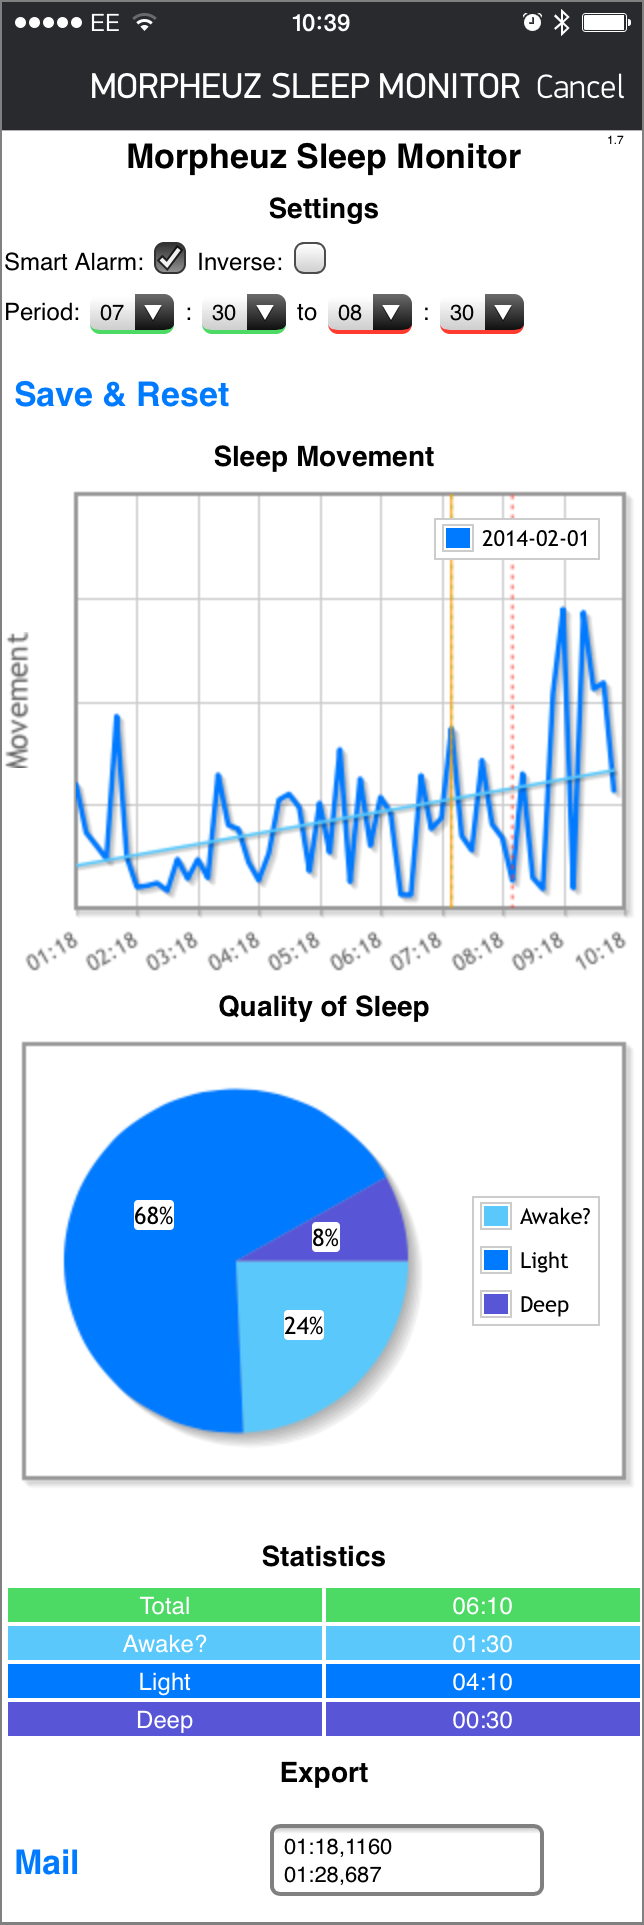 EE 10:39
MORPHEUZ SLEEP MONITOR Cancel
1.7
Morpheuz Sleep Monitor
Settings
Smart Alarm: Inverse:
Period: 07 : 30 to 08 : 30
Save & Reset
Sleep Movement
2014-02-01
Movement
01:18 02:18 03:18 04:18 05:18 06:18 07:18 08:18 09:18 10:18
Quality of Sleep
68%
8%
24%
Awake?
Light
Deep
Statistics
Total 06:10
Awake? 01:30
Light 04:10
Deep 00:30
Export
Mail
01:18,1160
01:28,687